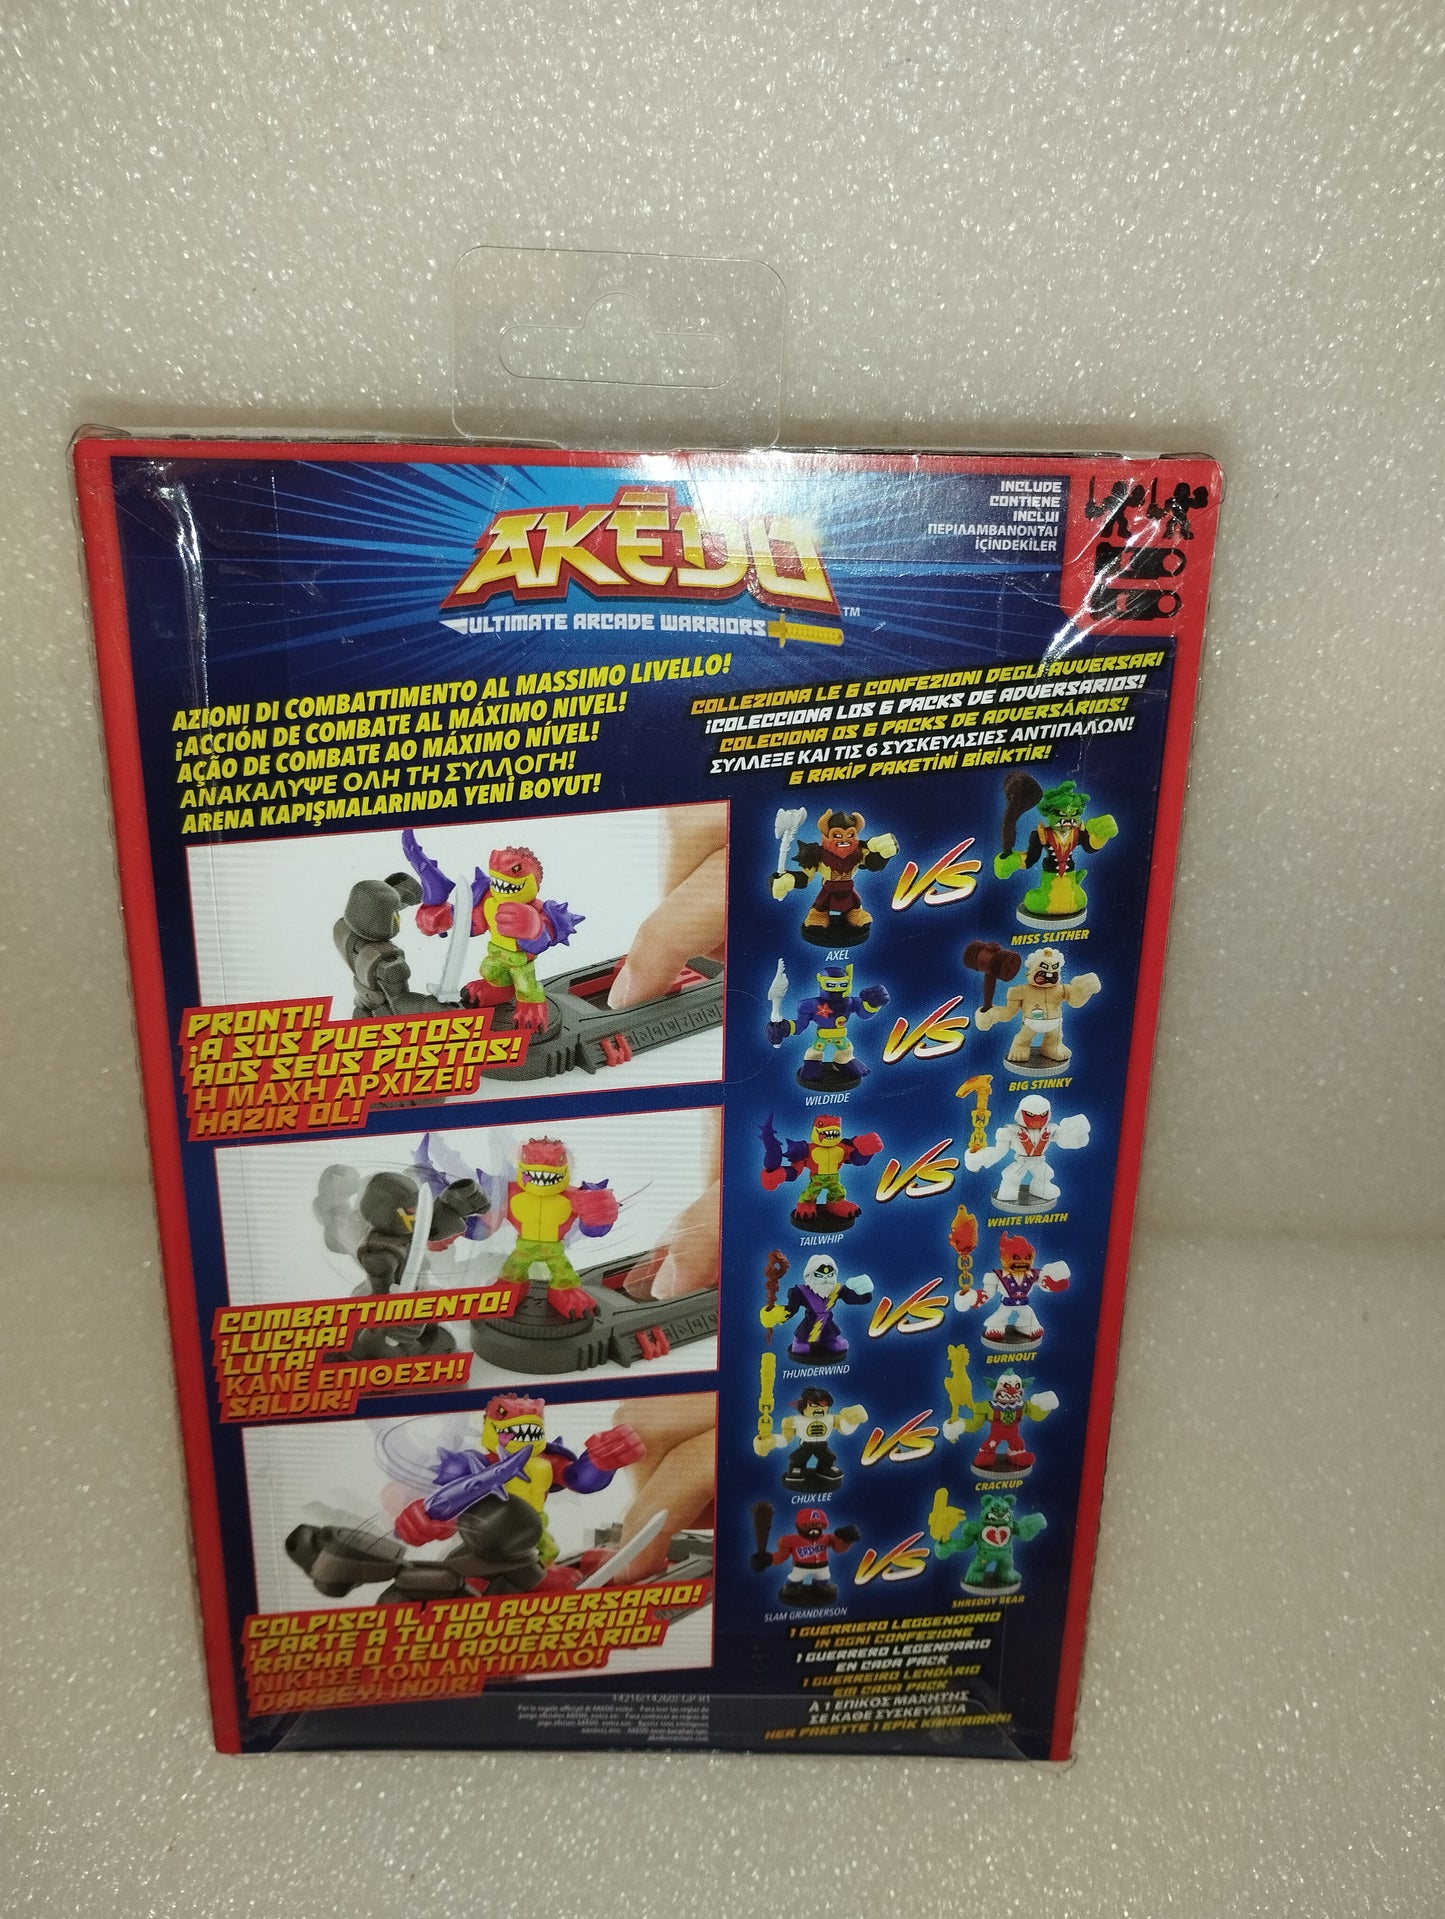 AKEDO
TM
ULTIMATE ARCADE WARRIORS
INCLUDE
CONTIENE
INCLUI
ΠΕΡΙΛΑΜΒΑΝΟΝΤΑΙ
İÇİNDEKİLER
AZIONI DI COMBATTIMENTO AL MASSIMO LIVELLO!
¡ACCIÓN DE COMBATE AL MÁXIMO NIVEL!
AÇÃO DE COMBATE AO MÁXIMO NÍVEL!
ΑΝΑΚΑΛΥΨΕ ΟΛΗ ΤΗ ΣΥΛΛΟΓΗ!
ARENA KAPIŞMALARINDA YENİ BOYUT!
COLLEZIONA LE 6 CONFEZIONI DEGLI AVVERSARI
¡COLECCIONA LOS 6 PACKS DE ADVERSARIOS!
COLECIONA OS 6 PACKS DE ADVERSÁRIOS!
ΣΥΛΛΕΞΕ ΚΑΙ ΤΙΣ 6 ΣΥΣΚΕΥΑΣΙΕΣ ΑΝΤΙΠΑΛΩΝ!
6 RAKİP PAKETİNİ BİRİKTİR!
PRONTI!
¡A SUS PUESTOS!
AOS SEUS POSTOS!
Η ΜΑΧΗ ΑΡΧΙΖΕΙ!
HAZIR OL!
COMBATTIMENTO!
¡LUCHA!
LUTA!
ΚΑΝΕ ΕΠΙΘΕΣΗ!
SALDIR!
COLPISCI IL TUO AVVERSARIO!
¡PARTE A TU ADVERSARIO!
RACHA O TEU ADVERSÁRIO!
ΝΙΚΗΣΕ ΤΟΝ ΑΝΤΙΠΑΛΟ!
DARBEYİ İNDİR!
VS
AXEL
MISS SLITHER
VS
WILDTIDE
BIG STINKY
VS
TAILWHIP
WHITE WRAITH
VS
THUNDERWIND
BURNOUT
VS
CHUX LEE
CRACKUP
VS
SLAM GRANDERSON
SHREDDY BEAR
1 GUERRIERO LEGGENDARIO
IN OGNI CONFEZIONE
1 GUERRERO LEGENDARIO
EN CADA PACK
1 GUERREIRO LENDÁRIO
EM CADA PACK
Α 1 ΕΠΙΚΟΣ ΜΑΧΗΤΗΣ
ΣΕ ΚΑΘΕ ΣΥΣΚΕΥΑΣΙΑ
HER PAKETTE 1 EPİK KAHRAMAN!